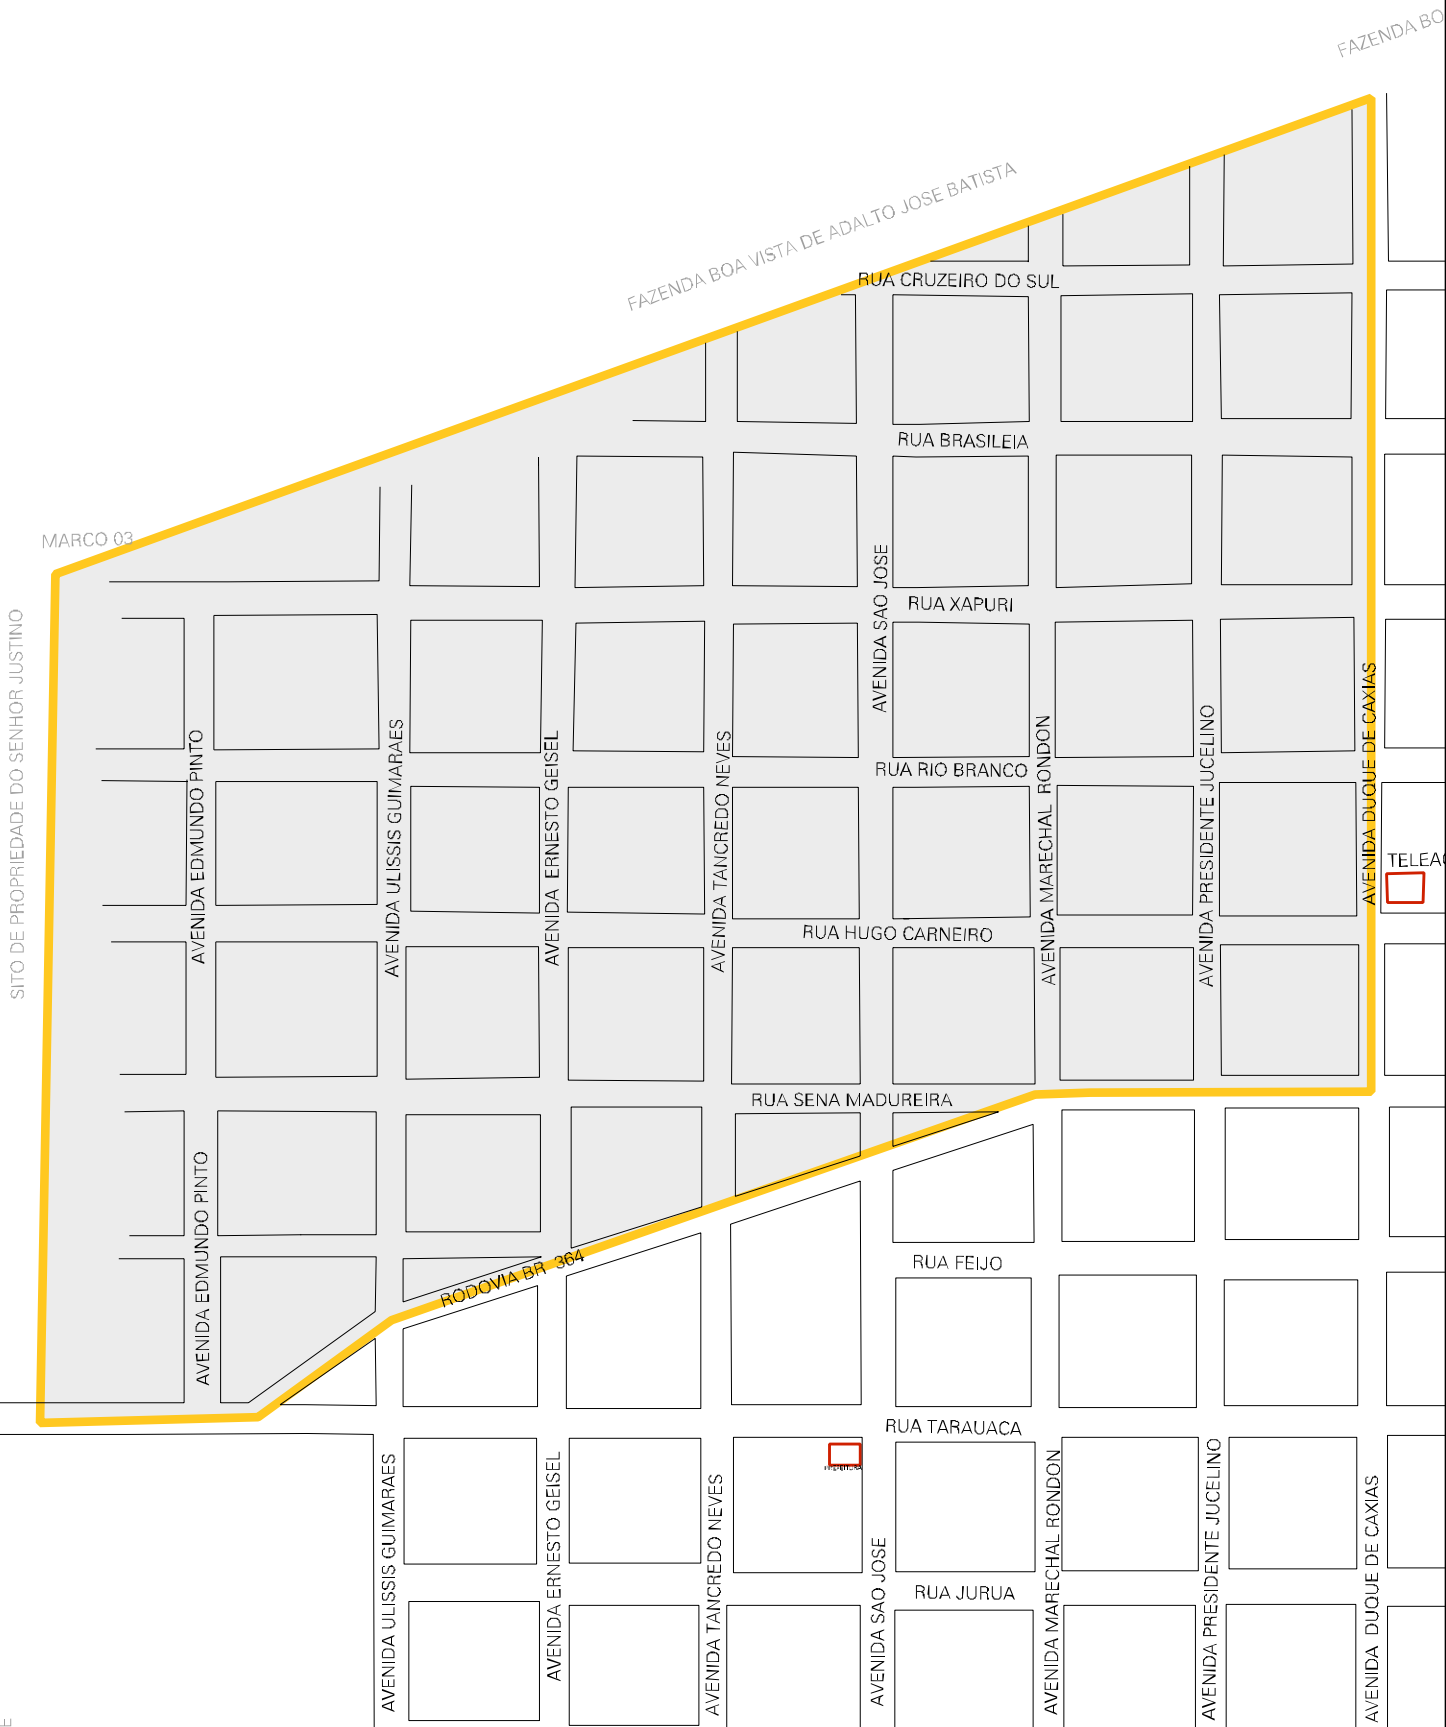 FAZENDA BO
FAZENDA BOA VISTA DE ADALTO JOSE BATISTA
RUA CRUZEIRO DO SUL
RUA BRASILEIA
MARCO 03
RUA XAPURI
AVENIDA SAO JOSE
SITO DE PROPRIEDADE DO SENHOR JUSTINO
AVENIDA EDMUNDO PINTO
AVENIDA ULISSIS GUIMARAES
AVENIDA ERNESTO GEISEL
AVENIDA TANCREDO NEVES
RUA RIO BRANCO
AVENIDA MARECHAL RONDON
AVENIDA PRESIDENTE JUCELINO
AVENIDA DUQUE DE CAXIAS
TELEAC
RUA HUGO CARNEIRO
RUA SENA MADUREIRA
AVENIDA EDMUNDO PINTO
RODOVIA BR 364
RUA FEIJO
RUA TARAUACA
AVENIDA ULISSIS GUIMARAES
AVENIDA ERNESTO GEISEL
AVENIDA TANCREDO NEVES
AVENIDA SAO JOSE
AVENIDA MARECHAL RONDON
AVENIDA PRESIDENTE JUCELINO
AVENIDA DUQUE DE CAXIAS
RUA JURUA
E